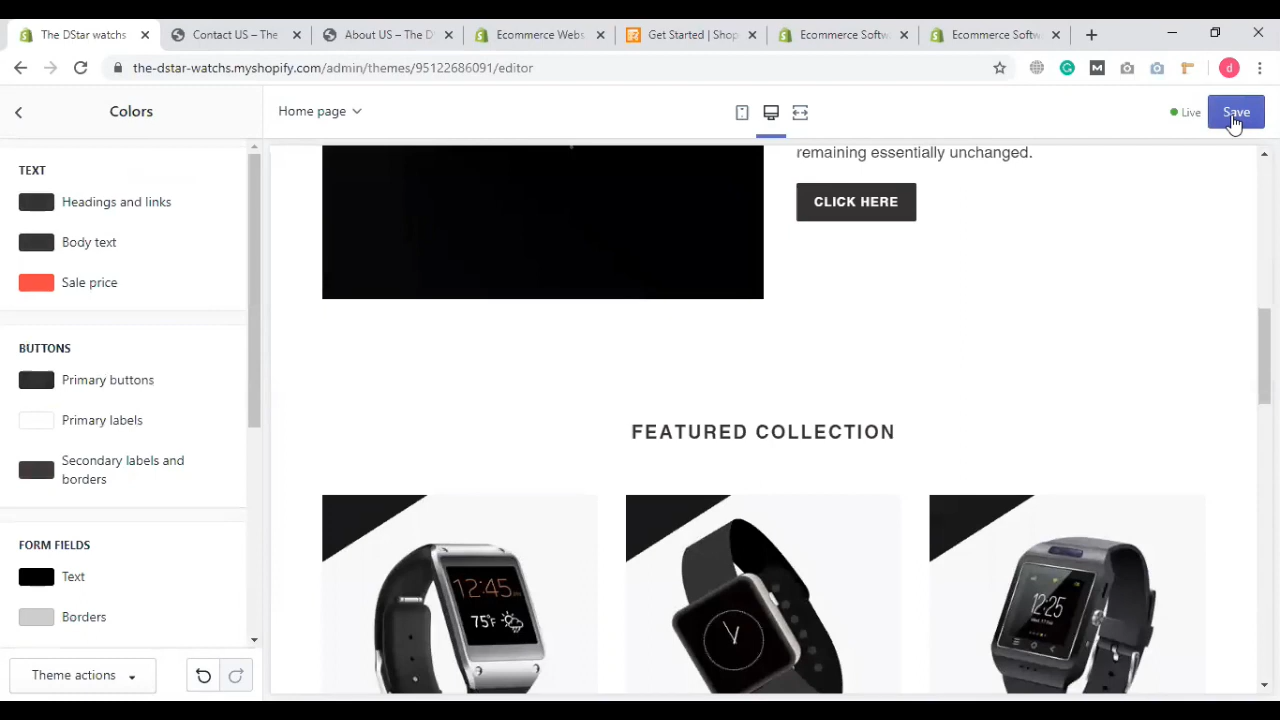 The DStar watchs
Contact US – The
About US – The D
Ecommerce Webs
Get Started | Shop
Ecommerce Softw
Ecommerce Softw
the-dstar-watchs.myshopify.com/admin/themes/95122686091/editor
d
Colors
Home page
Live
Save
TEXT
Headings and links
Body text
Sale price
BUTTONS
Primary buttons
Primary labels
Secondary labels and
borders
FORM FIELDS
Text
Borders
Theme actions
remaining essentially unchanged.
CLICK HERE
FEATURED COLLECTION
12:45
75°F
12:25